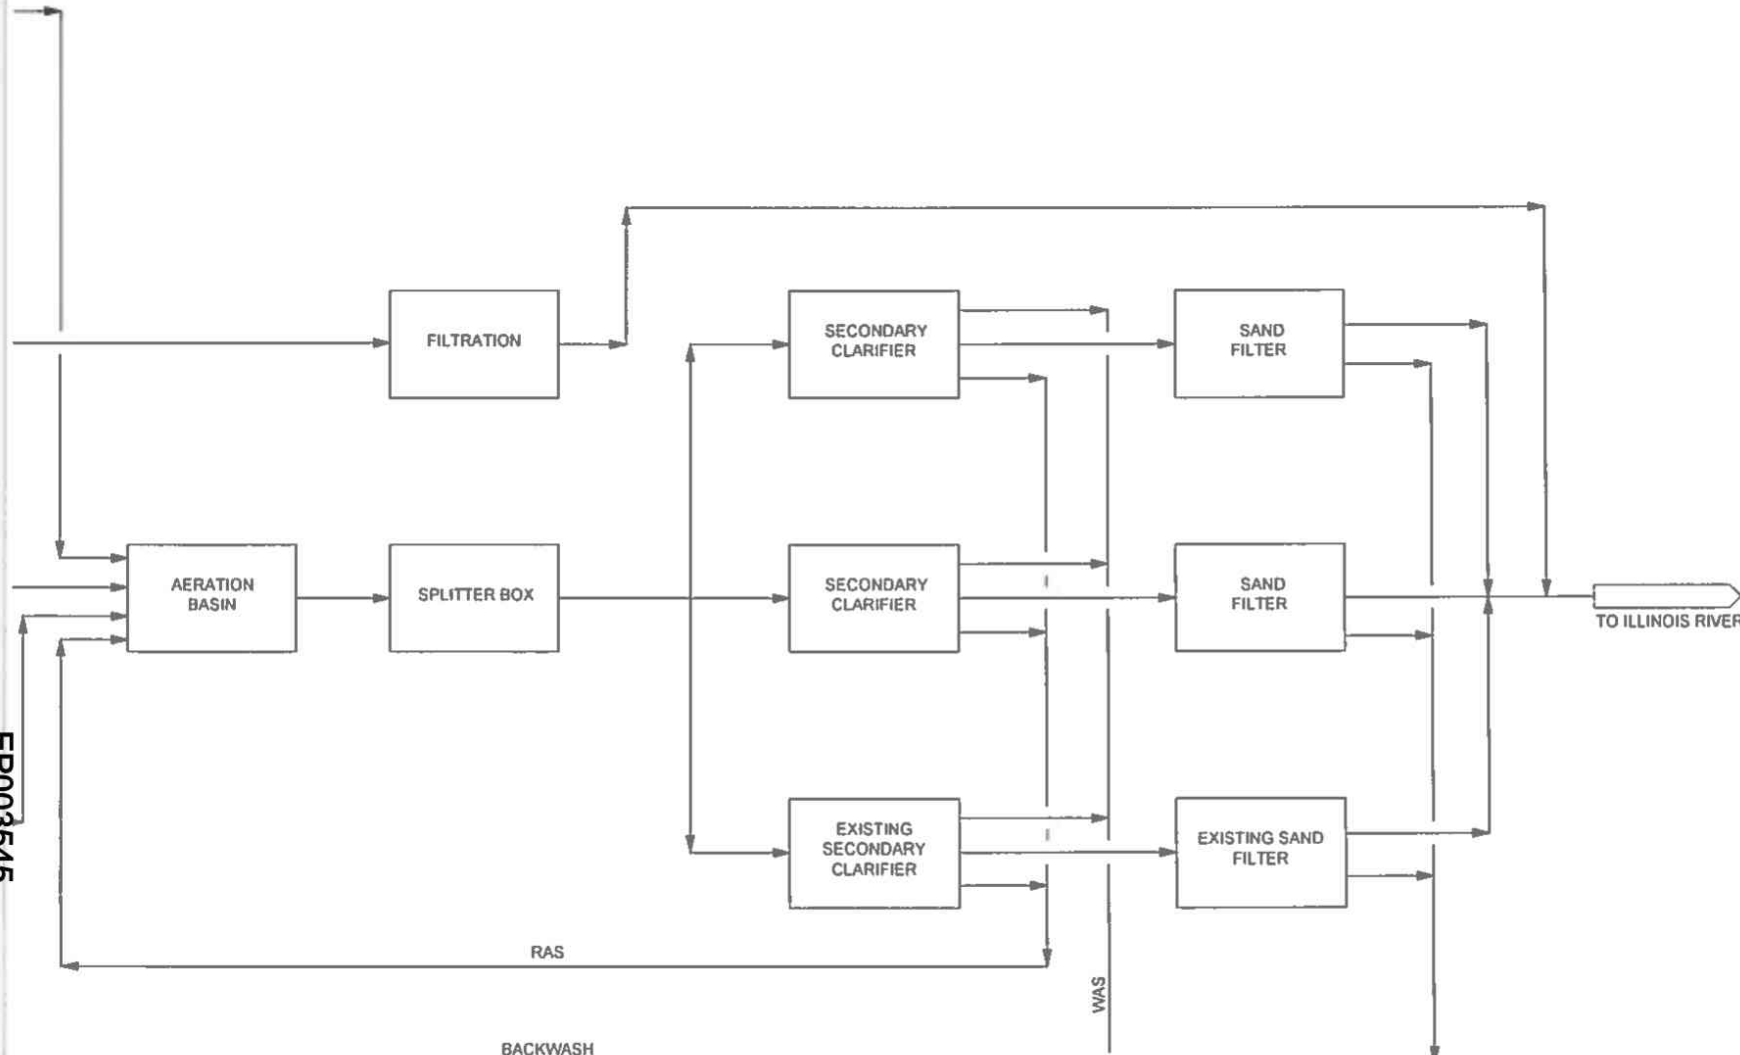 FILTRATION
SECONDARY
CLARIFIER
SAND
FILTER
AERATION
BASIN
SPLITTER BOX
SECONDARY
CLARIFIER
SAND
FILTER
TO ILLINOIS RIVER
EXISTING
SECONDARY
CLARIFIER
EXISTING SAND
FILTER
RAS
WAS
BACKWASH